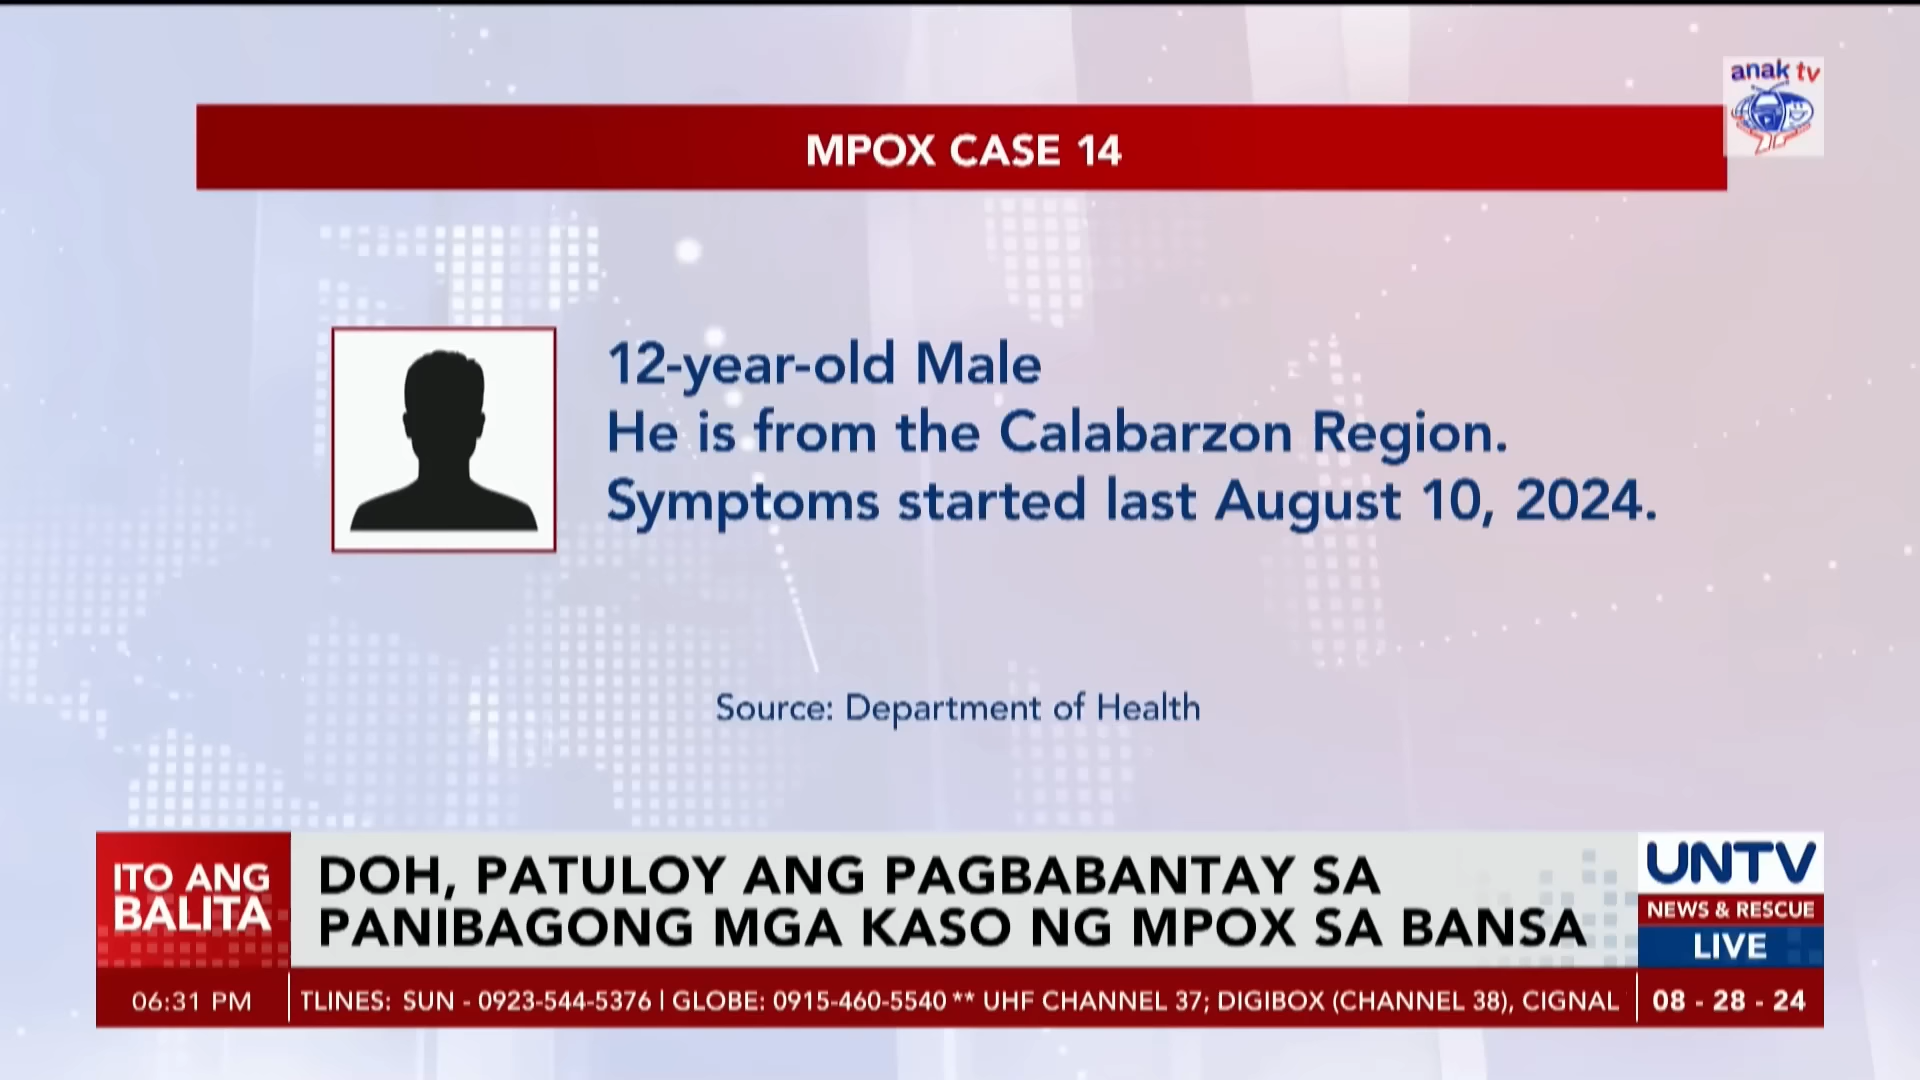 anak tv
MPOX CASE 14
12-year-old Male
He is from the Calabarzon Region.
Symptoms started last August 10, 2024.
Source: Department of Health
ITO ANG
BALITA
DOH, PATULOY ANG PAGBABANTAY SA
PANIBAGONG MGA KASO NG MPOX SA BANSA
UNTV
NEWS & RESCUE
LIVE
06:31 PM
TLINES: SUN - 0923-544-5376 | GLOBE: 0915-460-5540 ** UHF CHANNEL 37; DIGIBOX (CHANNEL 38), CIGNAL
08 - 28 - 24